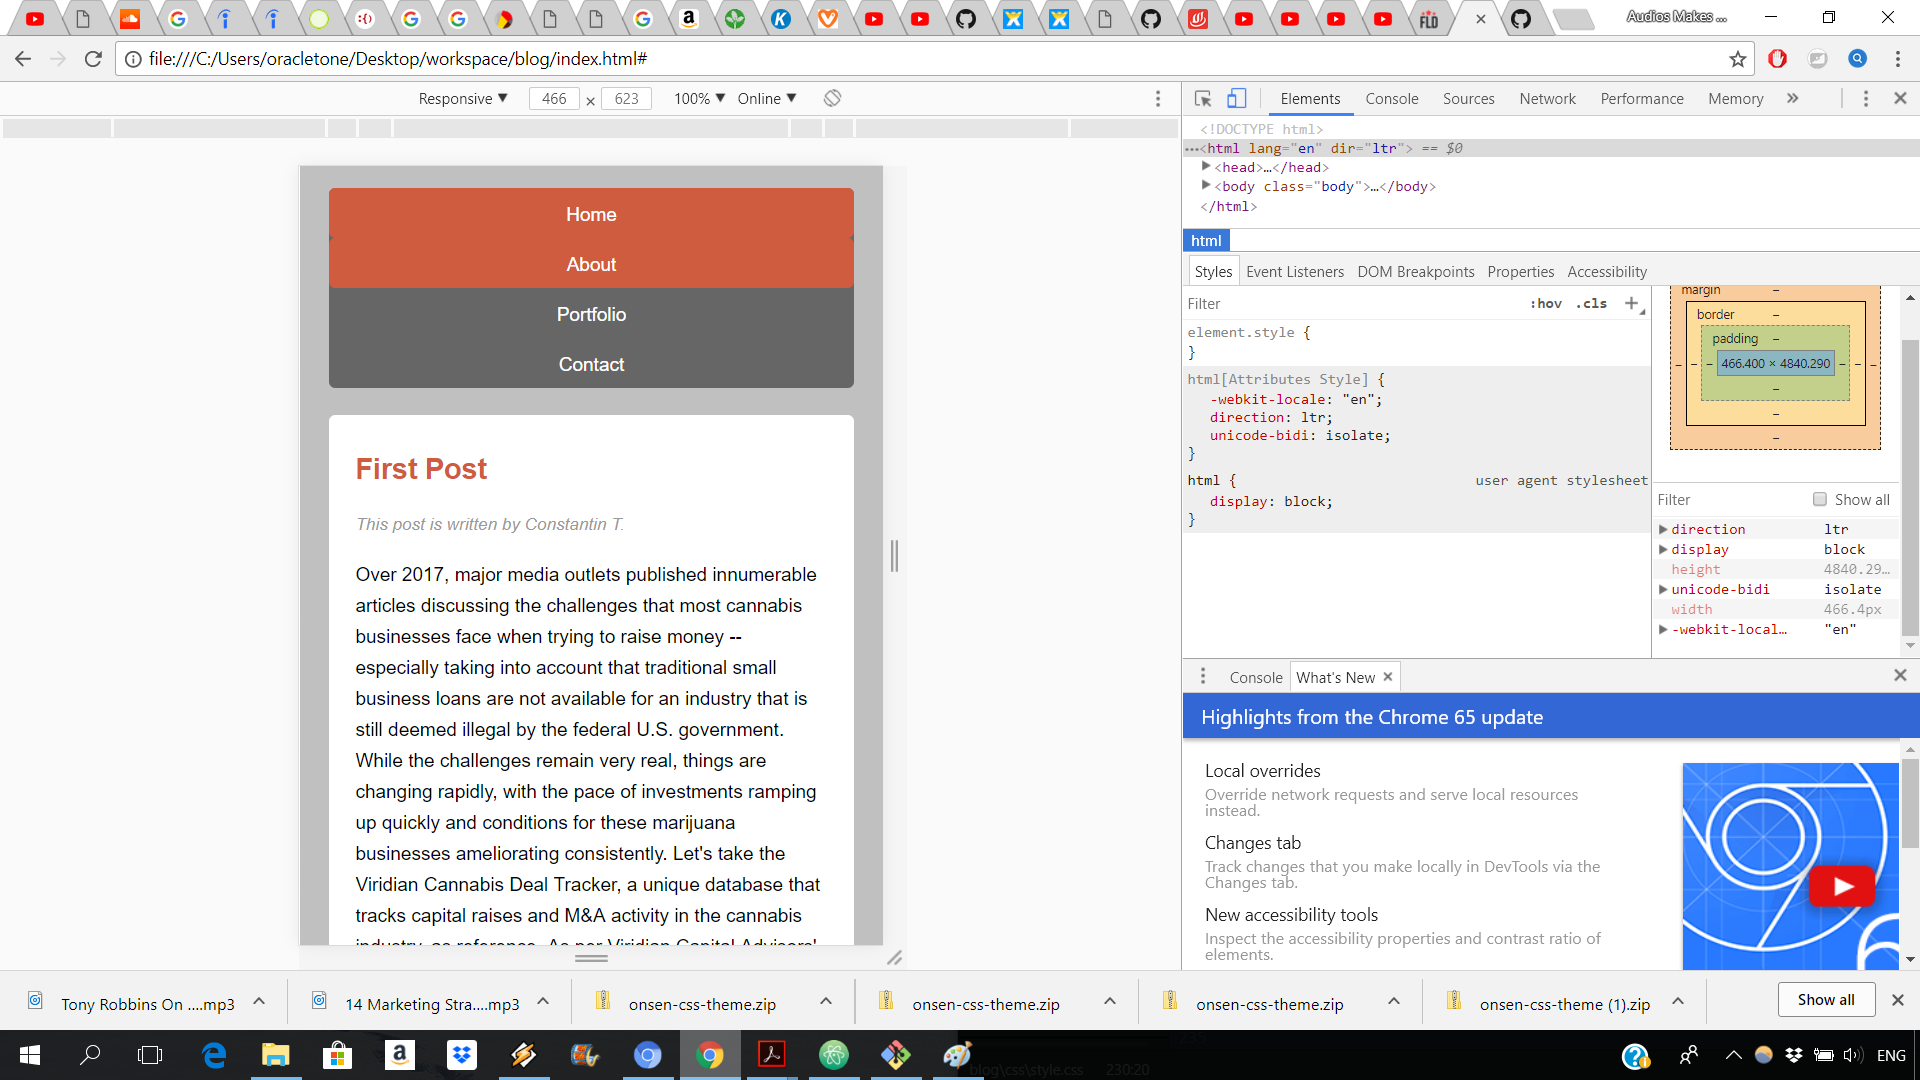 Audios Makes ...
file:///C:/Users/oracletone/Desktop/workspace/blog/index.html#
Responsive ▼ 466 × 623 100% ▼ Online ▼
Elements Console Sources Network Performance Memory »
<!DOCTYPE html>
...<html lang="en" dir="ltr"> == $0
▶<head>…</head>
▶<body class="body">…</body>
</html>
html
Styles Event Listeners DOM Breakpoints Properties Accessibility
Filter :hov .cls +
element.style {
}
html[Attributes Style] {
-webkit-locale: "en";
direction: ltr;
unicode-bidi: isolate;
}
html { user agent stylesheet
display: block;
}
margin –
border –
padding –
– – – 466.400 × 4840.290 – – –
–
–
–
Filter Show all
▶direction ltr
▶display block
height 4840.29…
▶unicode-bidi isolate
width 466.4px
▶-webkit-local… "en"
Home
About
Portfolio
Contact
First Post
This post is written by Constantin T.
Over 2017, major media outlets published innumerable
articles discussing the challenges that most cannabis
businesses face when trying to raise money --
especially taking into account that traditional small
business loans are not available for an industry that is
still deemed illegal by the federal U.S. government.
While the challenges remain very real, things are
changing rapidly, with the pace of investments ramping
up quickly and conditions for these marijuana
businesses ameliorating consistently. Let's take the
Viridian Cannabis Deal Tracker, a unique database that
tracks capital raises and M&A activity in the cannabis
industry, as reference. As per Viridian Capital Advisors'
Console What's New ×
Highlights from the Chrome 65 update
Local overrides
Override network requests and serve local resources
instead.
Changes tab
Track changes that you make locally in DevTools via the
Changes tab.
New accessibility tools
Inspect the accessibility properties and contrast ratio of
elements.
Tony Robbins On ....mp3
14 Marketing Stra....mp3
onsen-css-theme.zip
onsen-css-theme.zip
onsen-css-theme.zip
onsen-css-theme (1).zip
Show all
blog\css\style.css 230:20
ENG